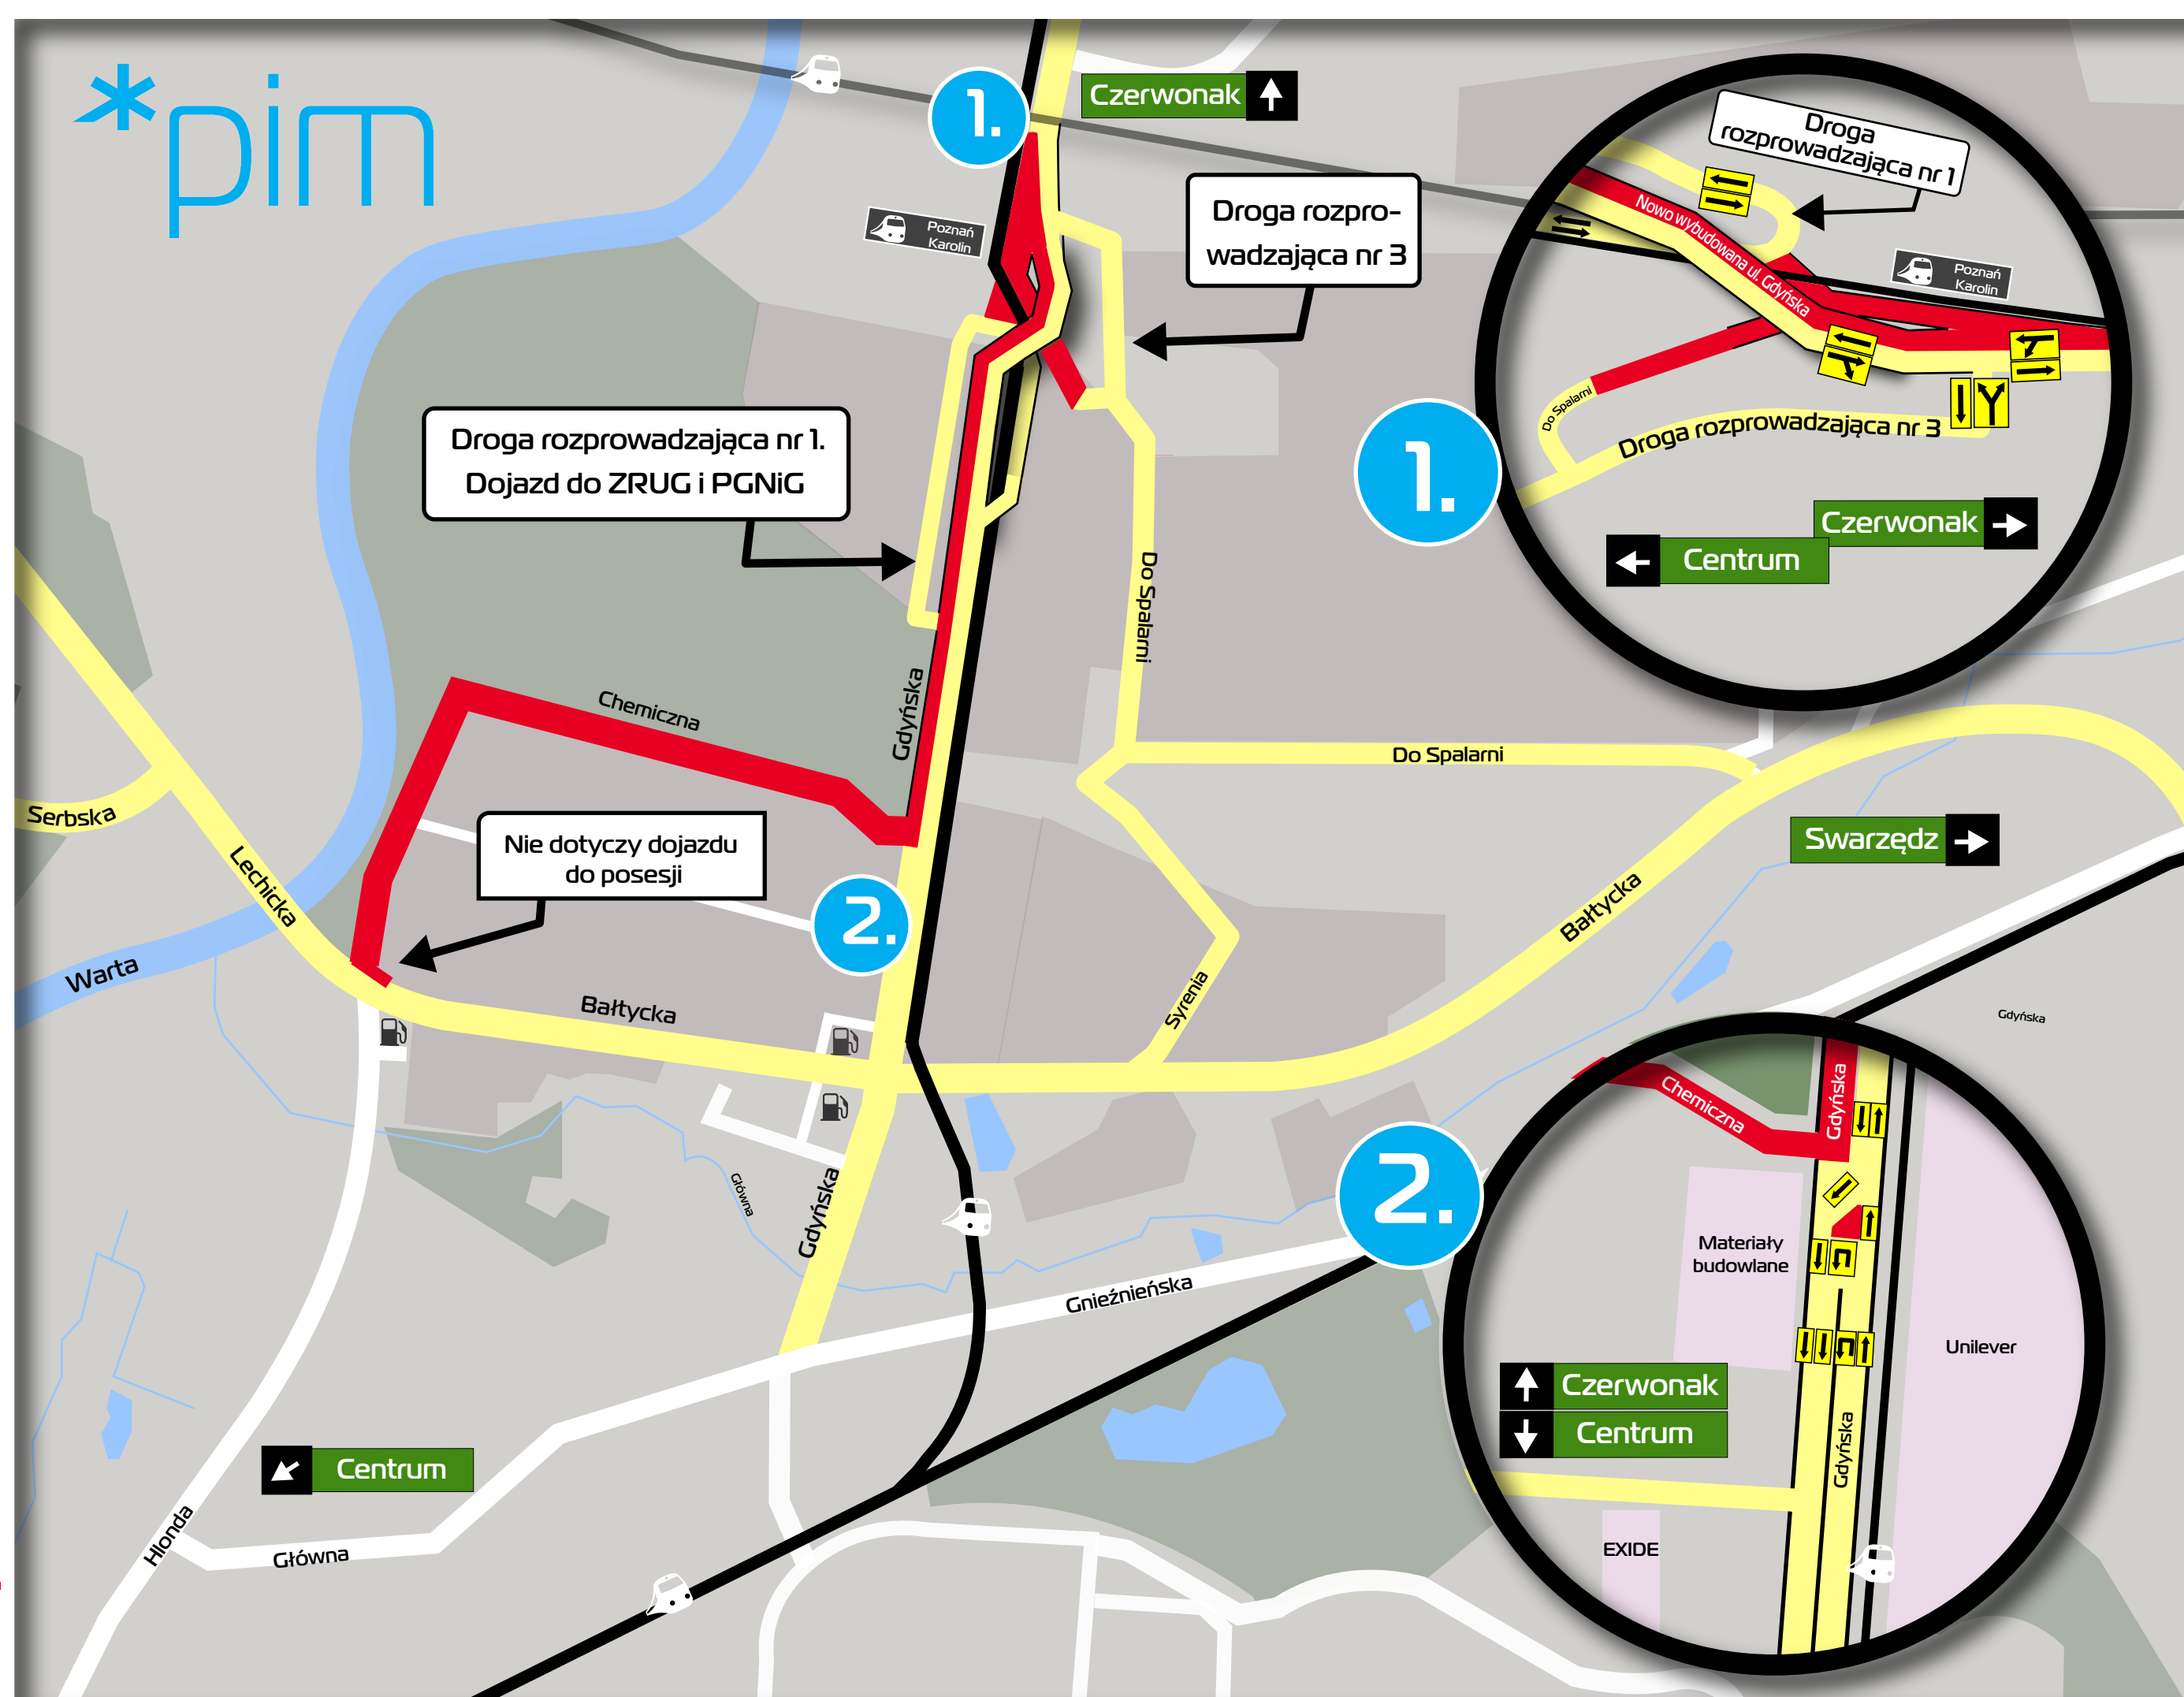 *pim
1.
Czerwonak
Poznań
Karolin
Droga rozpro-
wadzająca nr 3
Droga rozprowadzająca nr 1.
Dojazd do ZRUG i PGNiG
Droga
rozprowadzająca nr 1
Nowo wybudowana ul. Gdyńska
Poznań
Karolin
Do Spalarni
Droga rozprowadzająca nr 3
1.
Czerwonak
Centrum
Do Spalarni
Gdyńska
Chemiczna
Do Spalarni
Serbska
Lechicka
Nie dotyczy dojazdu
do posesji
2.
Swarzędz
Bałtycka
Warta
Bałtycka
Syrenia
Gdyńska
Główna
Gdyńska
Gnieźnieńska
2.
Chemiczna
Gdyńska
Materiały
budowlane
Unilever
Czerwonak
Centrum
Gdyńska
EXIDE
Centrum
Hlonda
Główna